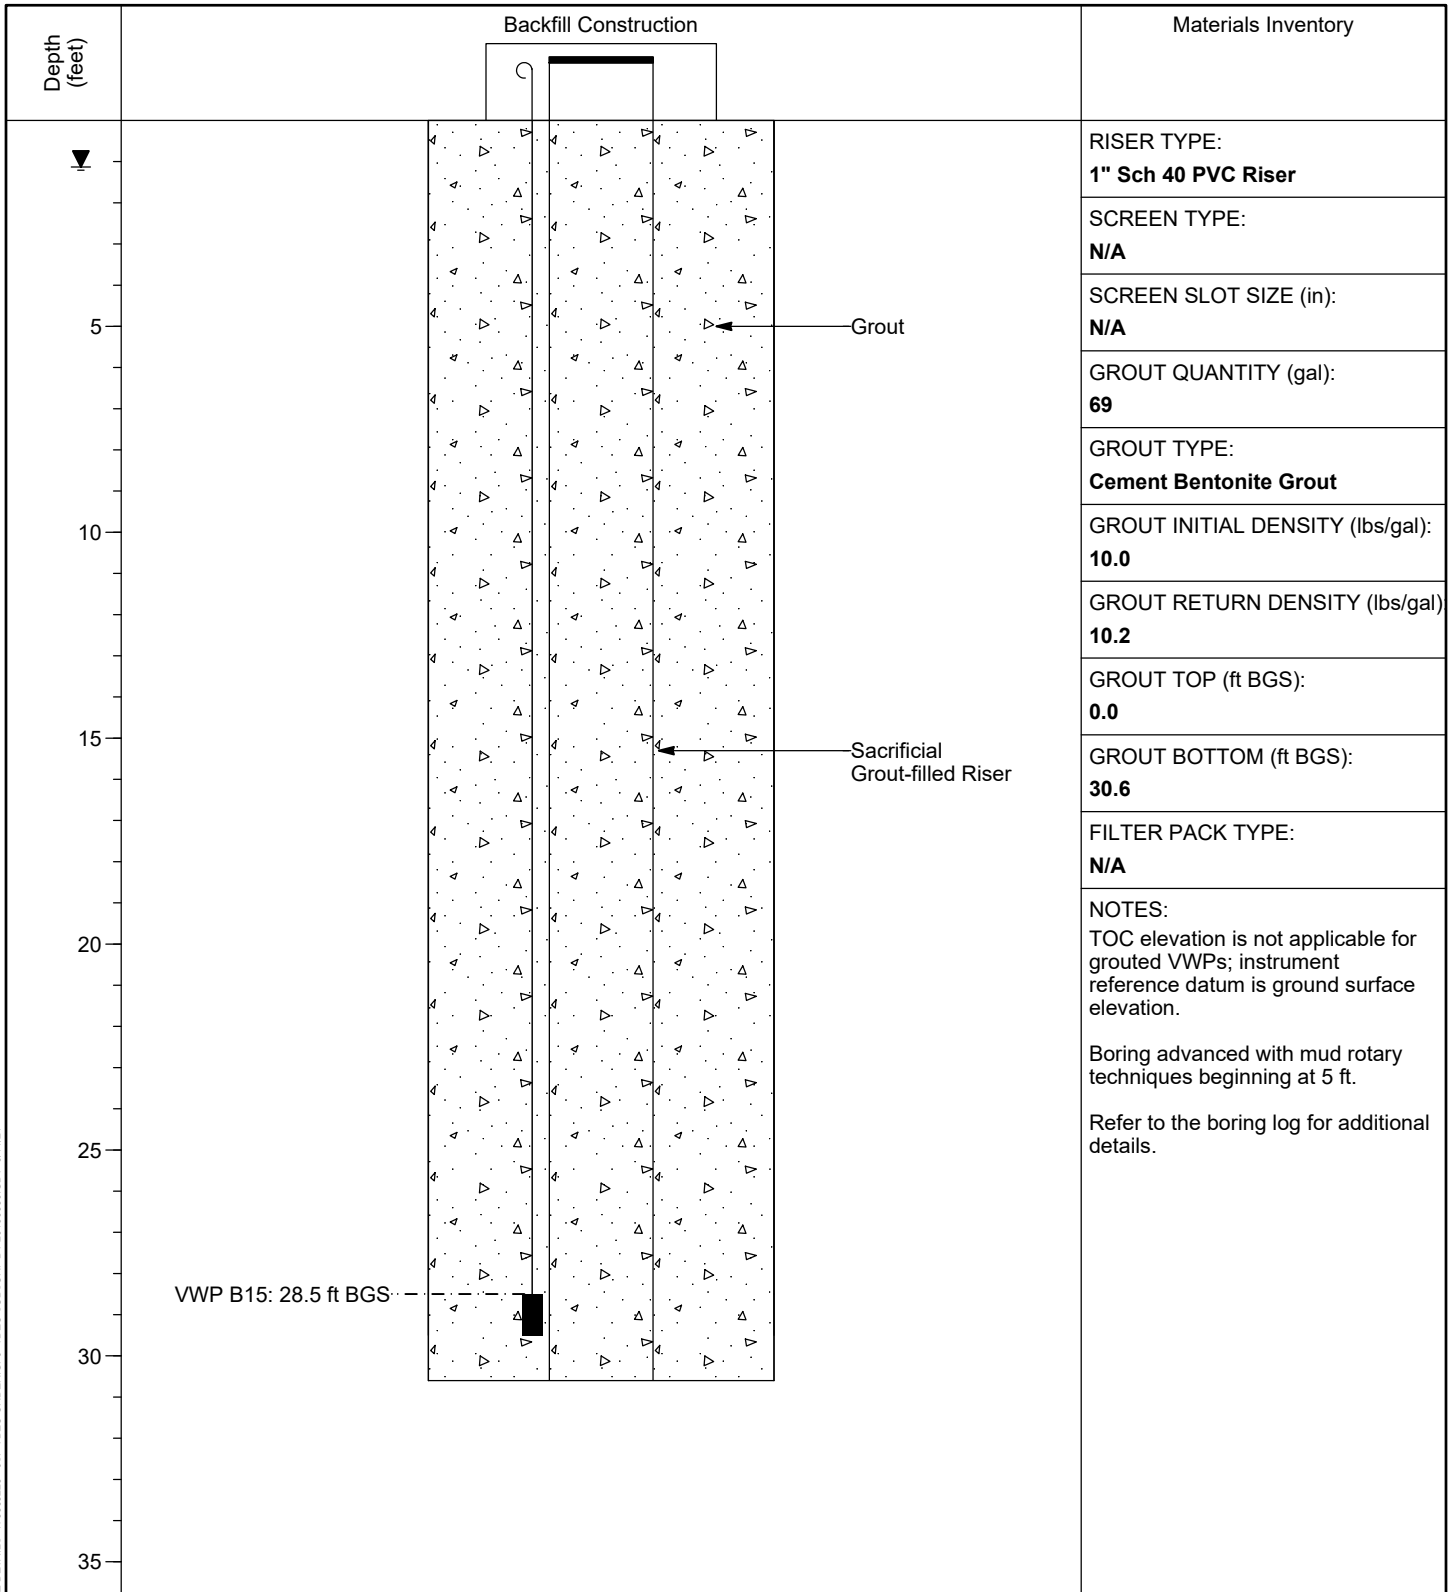 Depth
(feet)
Backfill Construction
Materials Inventory
5
10
15
20
25
30
35
Grout
Sacrificial
Grout-filled Riser
VWP B15: 28.5 ft BGS
RISER TYPE:
1" Sch 40 PVC Riser
SCREEN TYPE:
N/A
SCREEN SLOT SIZE (in):
N/A
GROUT QUANTITY (gal):
69
GROUT TYPE:
Cement Bentonite Grout
GROUT INITIAL DENSITY (lbs/gal):
10.0
GROUT RETURN DENSITY (lbs/gal):
10.2
GROUT TOP (ft BGS):
0.0
GROUT BOTTOM (ft BGS):
30.6
FILTER PACK TYPE:
N/A
NOTES:
TOC elevation is not applicable for
grouted VWPs; instrument
reference datum is ground surface
elevation.
Boring advanced with mud rotary
techniques beginning at 5 ft.
Refer to the boring log for additional
details.